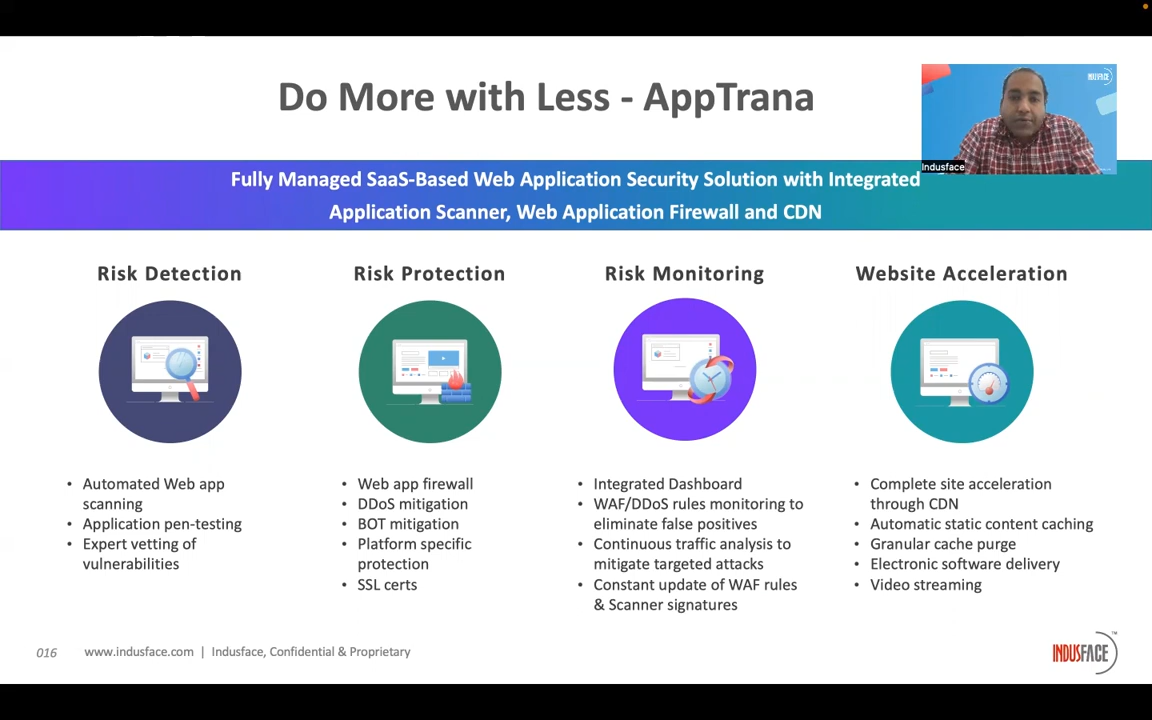 Do More with Less - AppTrana
INDUSFACE
Indusface
Fully Managed SaaS-Based Web Application Security Solution with Integrated
Application Scanner, Web Application Firewall and CDN
Risk Detection
Risk Protection
Risk Monitoring
Website Acceleration
• Automated Web app
scanning
• Application pen-testing
• Expert vetting of
vulnerabilities
• Web app firewall
• DDoS mitigation
• BOT mitigation
• Platform specific
protection
• SSL certs
• Integrated Dashboard
• WAF/DDoS rules monitoring to
eliminate false positives
• Continuous traffic analysis to
mitigate targeted attacks
• Constant update of WAF rules
& Scanner signatures
• Complete site acceleration
through CDN
• Automatic static content caching
• Granular cache purge
• Electronic software delivery
• Video streaming
016
www.indusface.com | Indusface, Confidential & Proprietary
INDUSFACE™